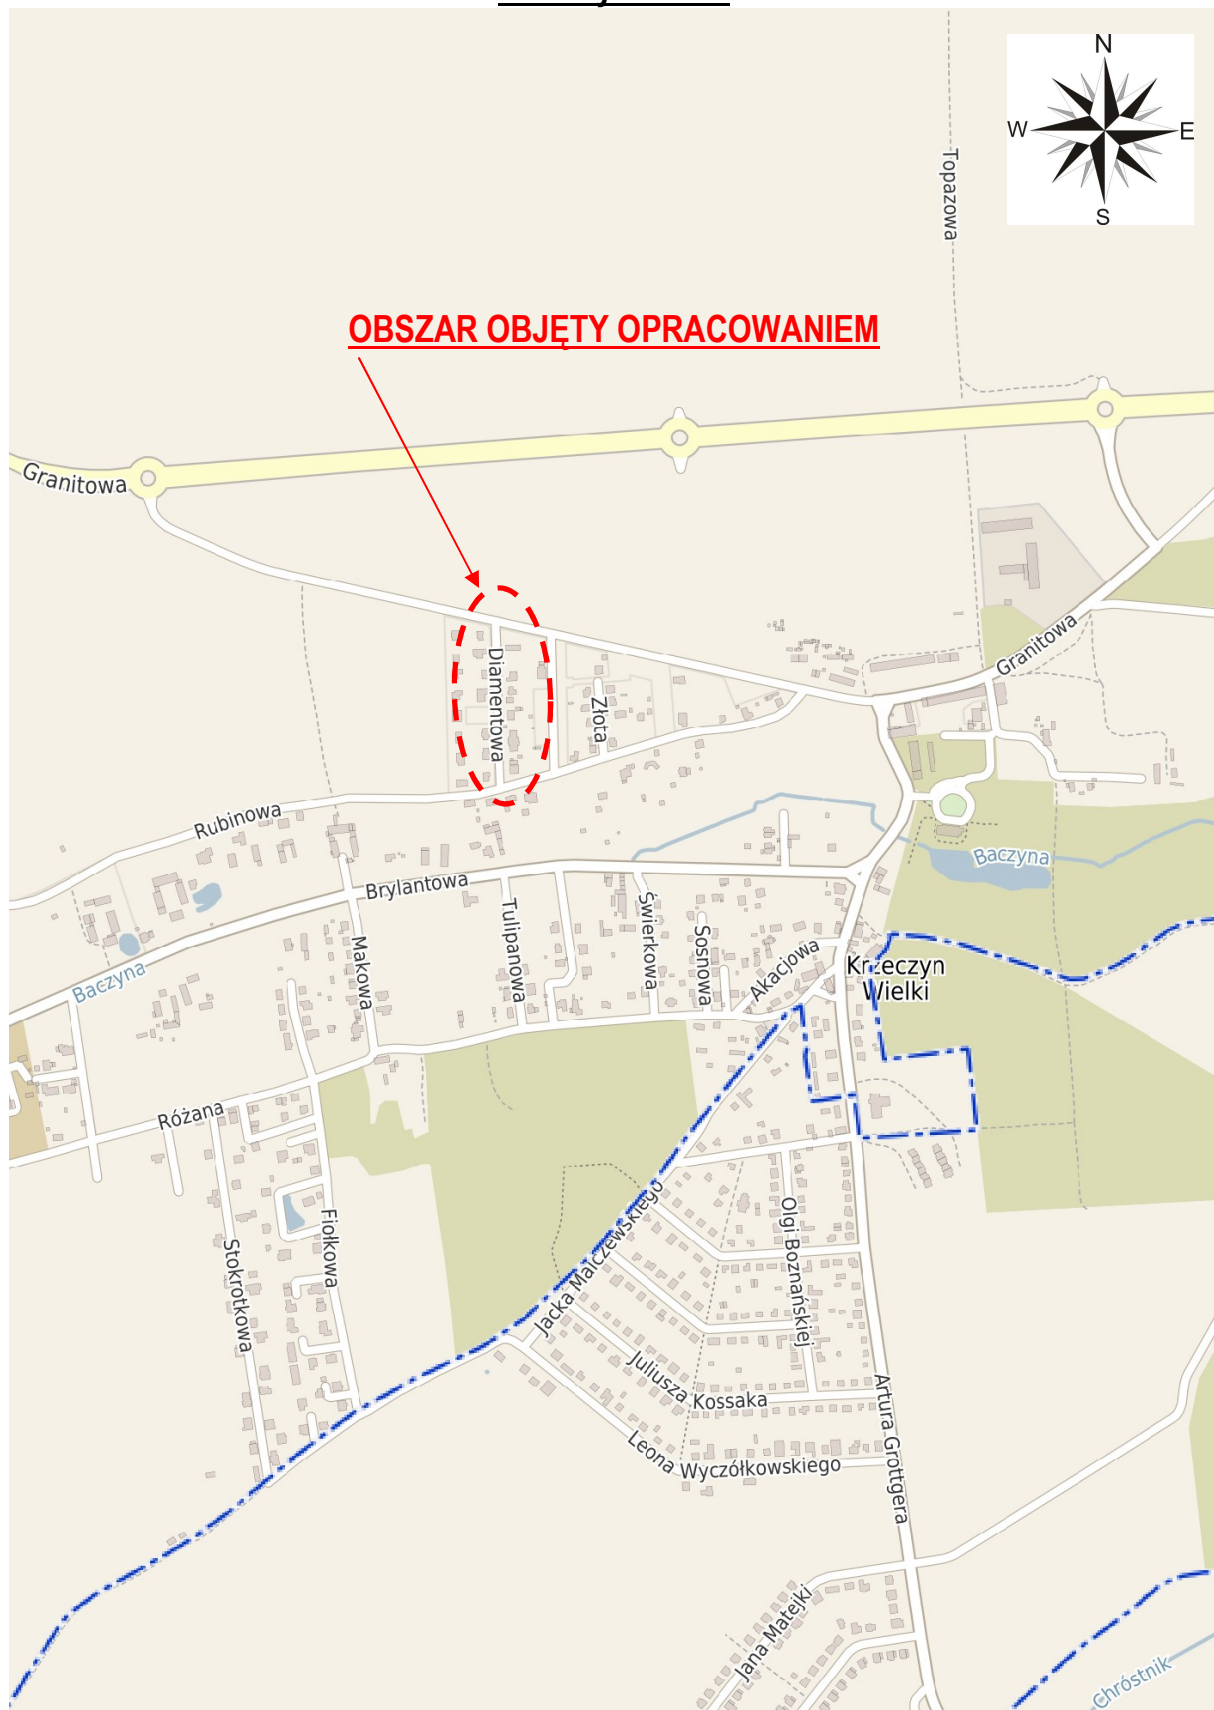 N
W
E
S
Topazowa
OBSZAR OBJĘTY OPRACOWANIEM
Granitowa
Granitowa
Diamentowa
Złota
Rubinowa
Baczyna
Brylantowa
Tulipanowa
Świerkowa
Sosnowa
Akacjowa
Makowa
Krzeczyn
Wielki
Baczyna
Różana
Fiołkowa
Stokrotkowa
Jacka Malczewskiego
Olgi Boznańskiej
Juliusza
Kossaka
Artura Grottgera
Leona
Wyczółkowskiego
Jana Matejki
Chróstnik